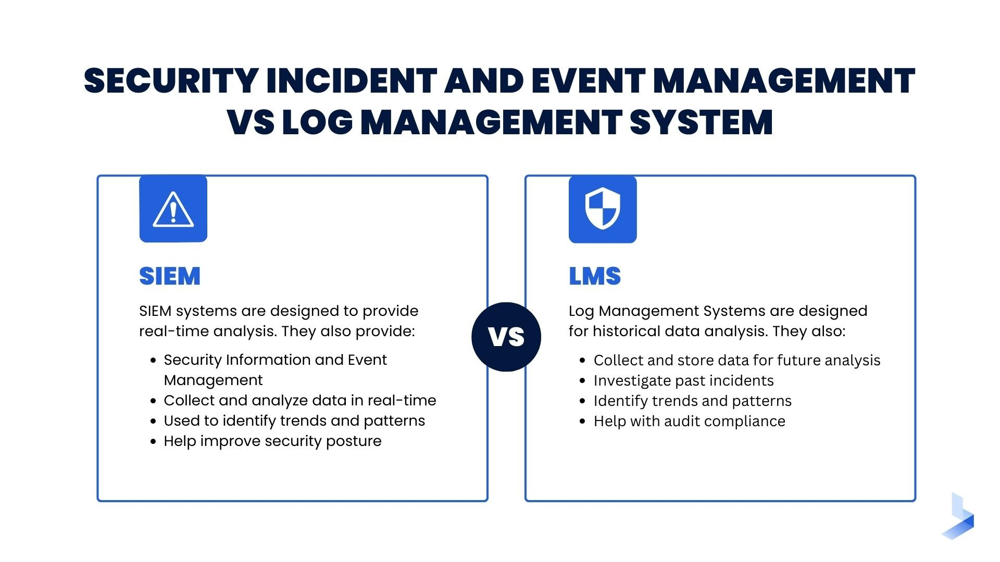 SECURITY INCIDENT AND EVENT MANAGEMENT
VS LOG MANAGEMENT SYSTEM
SIEM
SIEM systems are designed to provide
real-time analysis. They also provide:
• Security Information and Event
Management
• Collect and analyze data in real-time
• Used to identify trends and patterns
• Help improve security posture
VS
LMS
Log Management Systems are designed
for historical data analysis. They also:
• Collect and store data for future analysis
• Investigate past incidents
• Identify trends and patterns
• Help with audit compliance